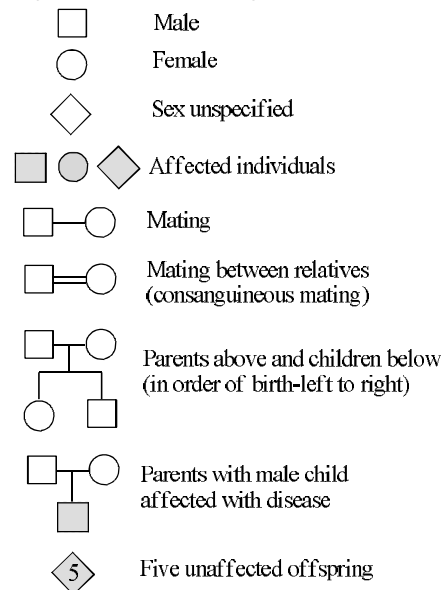 Male
Female
Sex unspecified
Affected individuals
Mating
Mating between relatives
(consanguineous mating)
Parents above and children below
(in order of birth-left to right)
Parents with male child
affected with disease
5 Five unaffected offspring